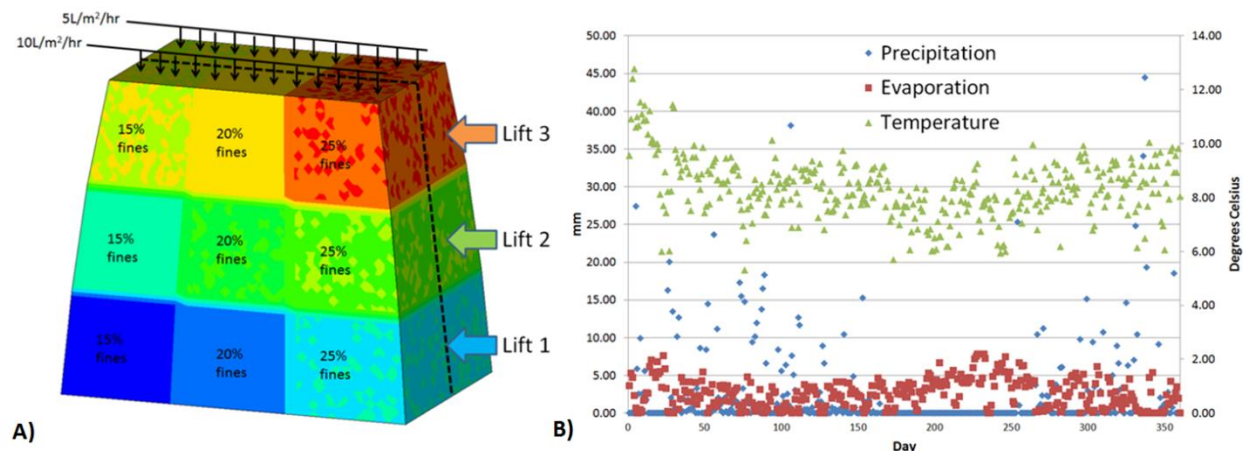 5L/m²/hr
10L/m²/hr
15%
fines
20%
fines
25%
fines
Lift 3
15%
fines
20%
fines
25%
fines
Lift 2
15%
fines
20%
fines
25%
fines
Lift 1
A)
50.00
45.00
40.00
35.00
30.00
25.00
20.00
15.00
10.00
5.00
0.00
mm
Precipitation
Evaporation
Temperature
14.00
12.00
10.00
8.00
6.00
4.00
2.00
0.00
Degrees Celsius
0
50
100
150
200
250
300
350
Day
B)